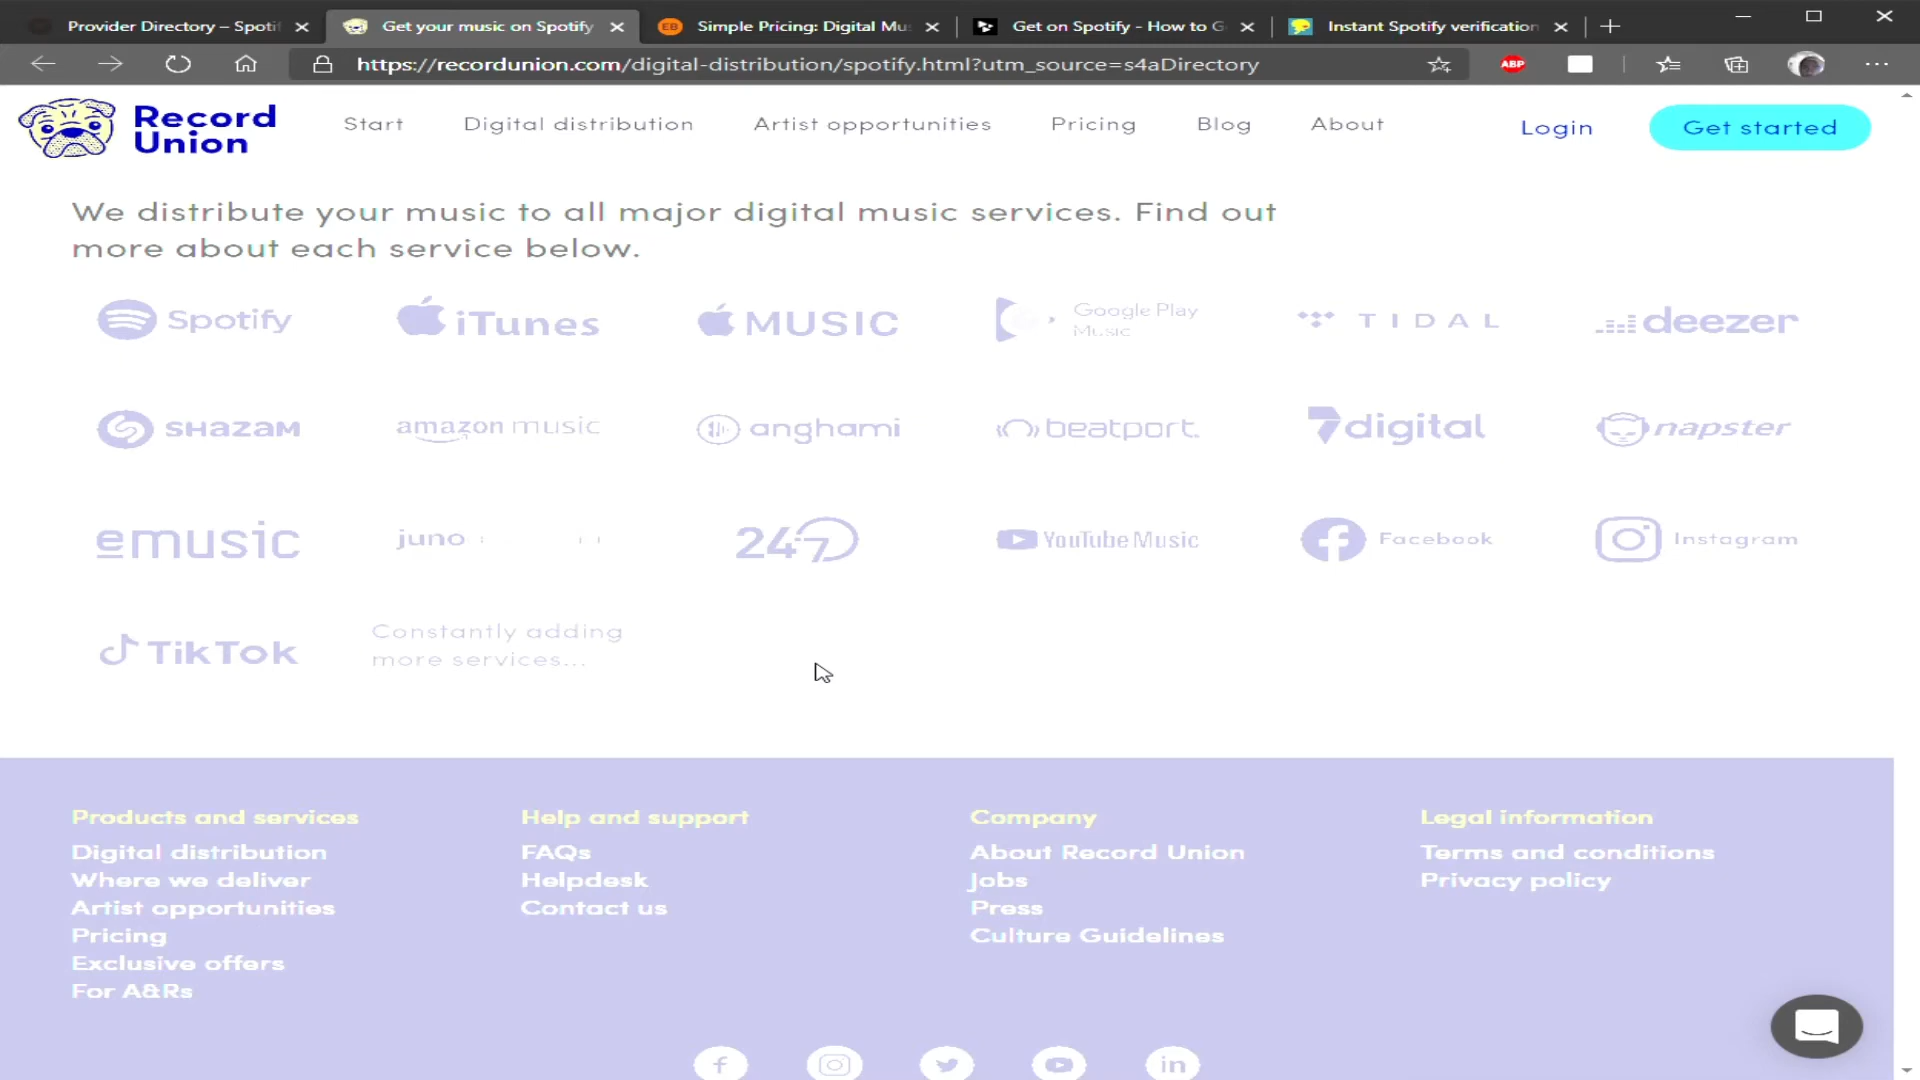 Provider Directory – Spoti
Get your music on Spotify
EB Simple Pricing: Digital Mu
Get on Spotify - How to G
Instant Spotify verification
https://recordunion.com/digital-distribution/spotify.html?utm_source=s4aDirectory
ABP
Record
Union
Start
Digital distribution
Artist opportunities
Pricing
Blog
About
Login
Get started
We distribute your music to all major digital music services. Find out
more about each service below.
Spotify
iTunes
MUSIC
Google Play
Music
TIDAL
deezer
SHAZAM
amazon music
anghami
beatport.
7digital
napster
emusic
juno
24-7
YouTube Music
Facebook
Instagram
TikTok
Constantly adding
more services...
Products and services
Digital distribution
Where we deliver
Artist opportunities
Pricing
Exclusive offers
For A&Rs
Help and support
FAQs
Helpdesk
Contact us
Company
About Record Union
Jobs
Press
Culture Guidelines
Legal information
Terms and conditions
Privacy policy